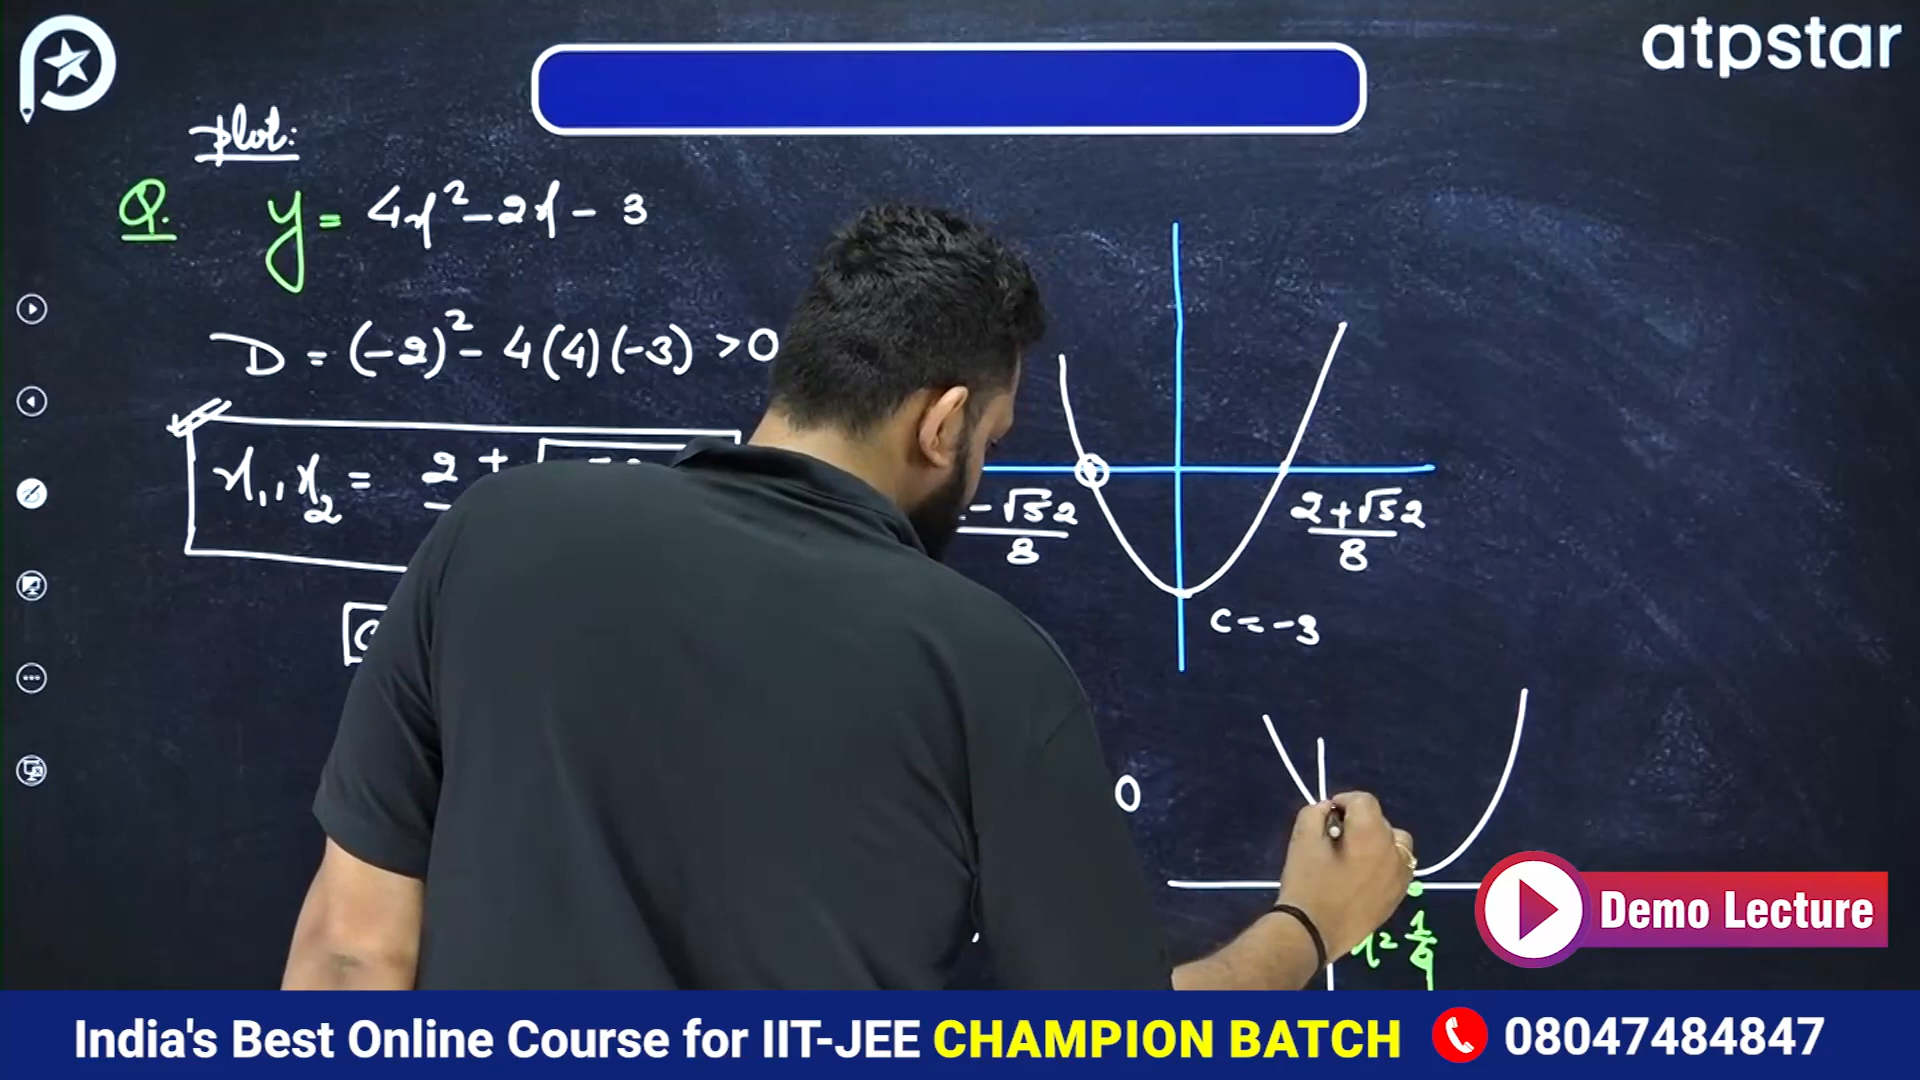 atpstar
Plot:
Q. y = 4x² - 2x - 3
D = (-2)² - 4(4)(-3) > 0
x₁, x₂ = 2 +
- √52 / 8
2 + √52 / 8
c = -3
0
x =
Demo Lecture
India's Best Online Course for IIT-JEE CHAMPION BATCH 08047484847